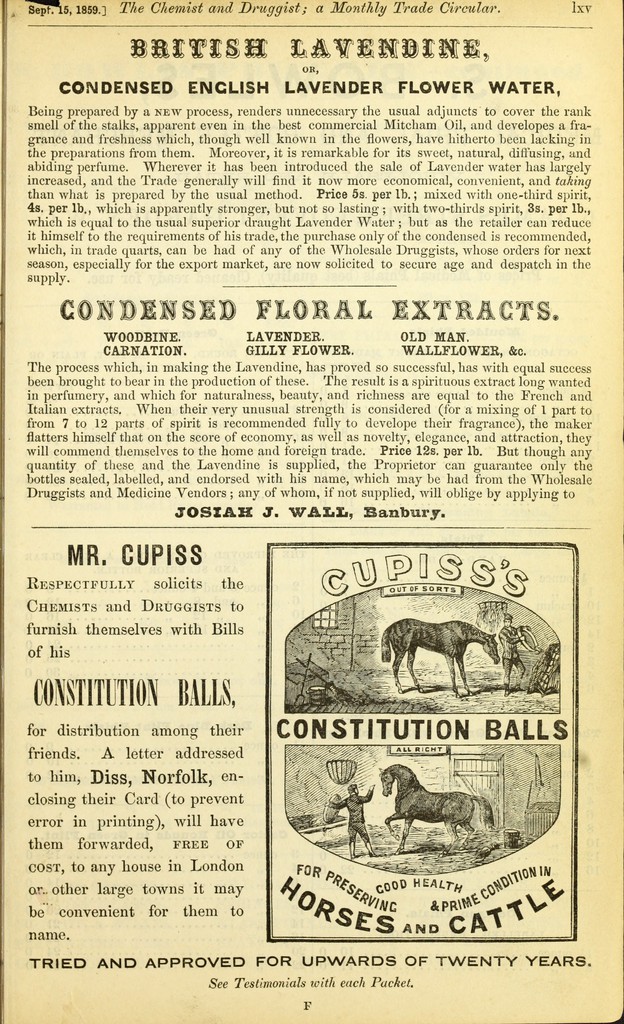 Sept. 15, 1859.] The Chemist and Druggist; a Monthly Trade Circular. lxv
BRITISH LAVENDINE,
OR,
CONDENSED ENGLISH LAVENDER FLOWER WATER,
Being prepared by a NEW process, renders unnecessary the usual adjuncts to cover the rank
smell of the stalks, apparent even in the best commercial Mitcham Oil, and developes a fra-
grance and freshness which, though well known in the flowers, have hitherto been lacking in
the preparations from them. Moreover, it is remarkable for its sweet, natural, diffusing, and
abiding perfume. Wherever it has been introduced the sale of Lavender water has largely
increased, and the Trade generally will find it now more economical, convenient, and taking
than what is prepared by the usual method. Price 5s. per lb.; mixed with one-third spirit,
4s. per lb., which is apparently stronger, but not so lasting; with two-thirds spirit, 3s. per lb.,
which is equal to the usual superior draught Lavender Water; but as the retailer can reduce
it himself to the requirements of his trade, the purchase only of the condensed is recommended,
which, in trade quarts, can be had of any of the Wholesale Druggists, whose orders for next
season, especially for the export market, are now solicited to secure age and despatch in the
supply.
CONDENSED FLORAL EXTRACTS.
WOODBINE. LAVENDER. OLD MAN.
CARNATION. GILLY FLOWER. WALLFLOWER, &c.
The process which, in making the Lavendine, has proved so successful, has with equal success
been brought to bear in the production of these. The result is a spirituous extract long wanted
in perfumery, and which for naturalness, beauty, and richness are equal to the French and
Italian extracts. When their very unusual strength is considered (for a mixing of 1 part to
from 7 to 12 parts of spirit is recommended fully to develope their fragrance), the maker
flatters himself that on the score of economy, as well as novelty, elegance, and attraction, they
will commend themselves to the home and foreign trade. Price 12s. per lb. But though any
quantity of these and the Lavendine is supplied, the Proprietor can guarantee only the
bottles sealed, labelled, and endorsed with his name, which may be had from the Wholesale
Druggists and Medicine Vendors; any of whom, if not supplied, will oblige by applying to
JOSIAH J. WALL, Banbury.
MR. CUPISS
RESPECTFULLY solicits the
CHEMISTS and DRUGGISTS to
furnish themselves with Bills
of his
CONSTITUTION BALLS,
for distribution among their
friends. A letter addressed
to him, Diss, Norfolk, en-
closing their Card (to prevent
error in printing), will have
them forwarded, FREE OF
COST, to any house in London
or other large towns it may
be convenient for them to
name.
CUPISS'S
OUT OF SORTS
CONSTITUTION BALLS
ALL RIGHT
FOR PRESERVING GOOD HEALTH & PRIME CONDITION IN
HORSES AND CATTLE
TRIED AND APPROVED FOR UPWARDS OF TWENTY YEARS.
See Testimonials with each Packet.
F